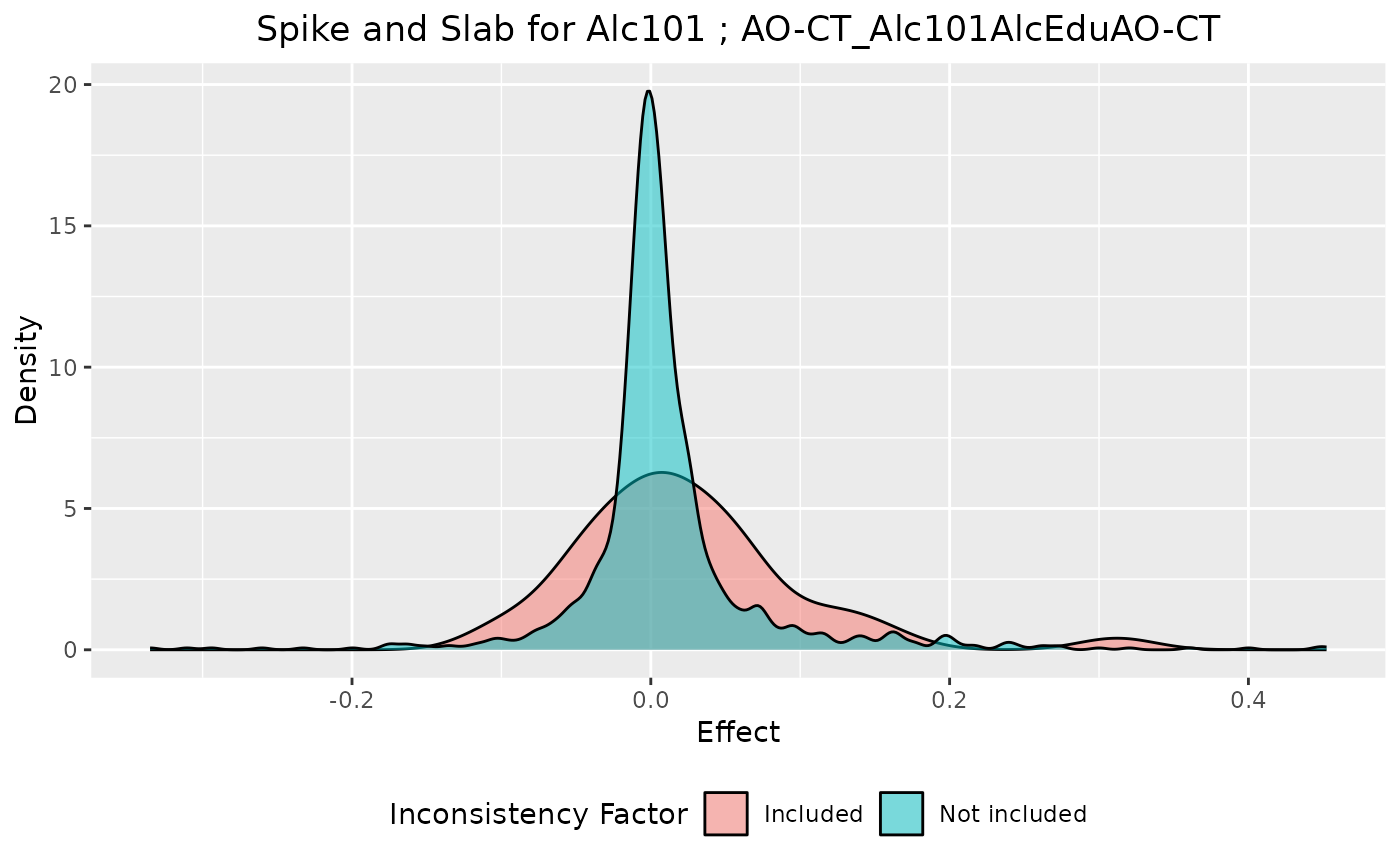 Spike and Slab for Alc101 ; AO-CT_Alc101AlcEduAO-CT
20
15
10
5
0
Density
-0.2 0.0 0.2 0.4
Effect
Inconsistency Factor Included Not included